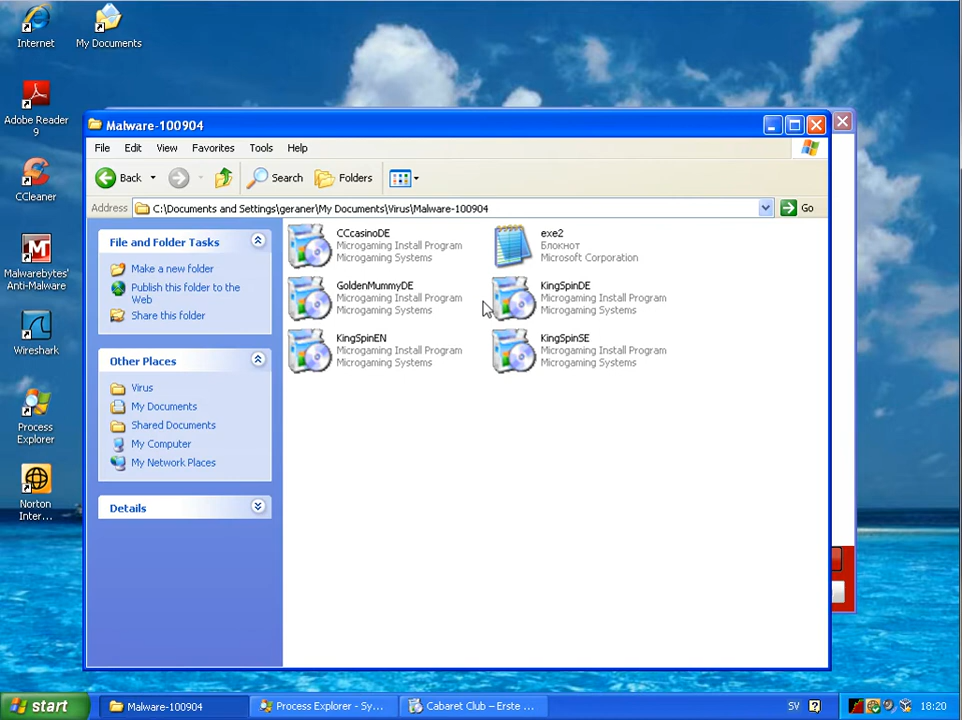 Internet
My Documents
Adobe Reader
9
CCleaner
Malwarebytes'
Anti-Malware
Wireshark
Process
Explorer
Norton
Inter...
Malware-100904
File Edit View Favorites Tools Help
Back Search Folders
Address C:\Documents and Settings\geraner\My Documents\Virus\Malware-100904 Go
File and Folder Tasks
Make a new folder
Publish this folder to the
Web
Share this folder
Other Places
Virus
My Documents
Shared Documents
My Computer
My Network Places
Details
CCcasinoDE
Microgaming Install Program
Microgaming Systems
exe2
Блокнот
Microsoft Corporation
GoldenMummyDE
Microgaming Install Program
Microgaming Systems
KingSpinDE
Microgaming Install Program
Microgaming Systems
KingSpinEN
Microgaming Install Program
Microgaming Systems
KingSpinSE
Microgaming Install Program
Microgaming Systems
start Malware-100904 Process Explorer - Sy... Cabaret Club – Erste ... SV 18:20